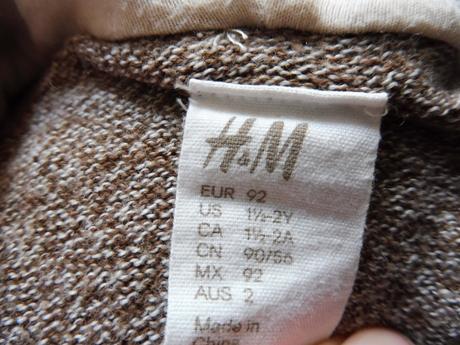 H&M
EUR 92
US 1½-2Y
CA 1½-2A
CN 90/56
MX 92
AUS 2
Made in
China